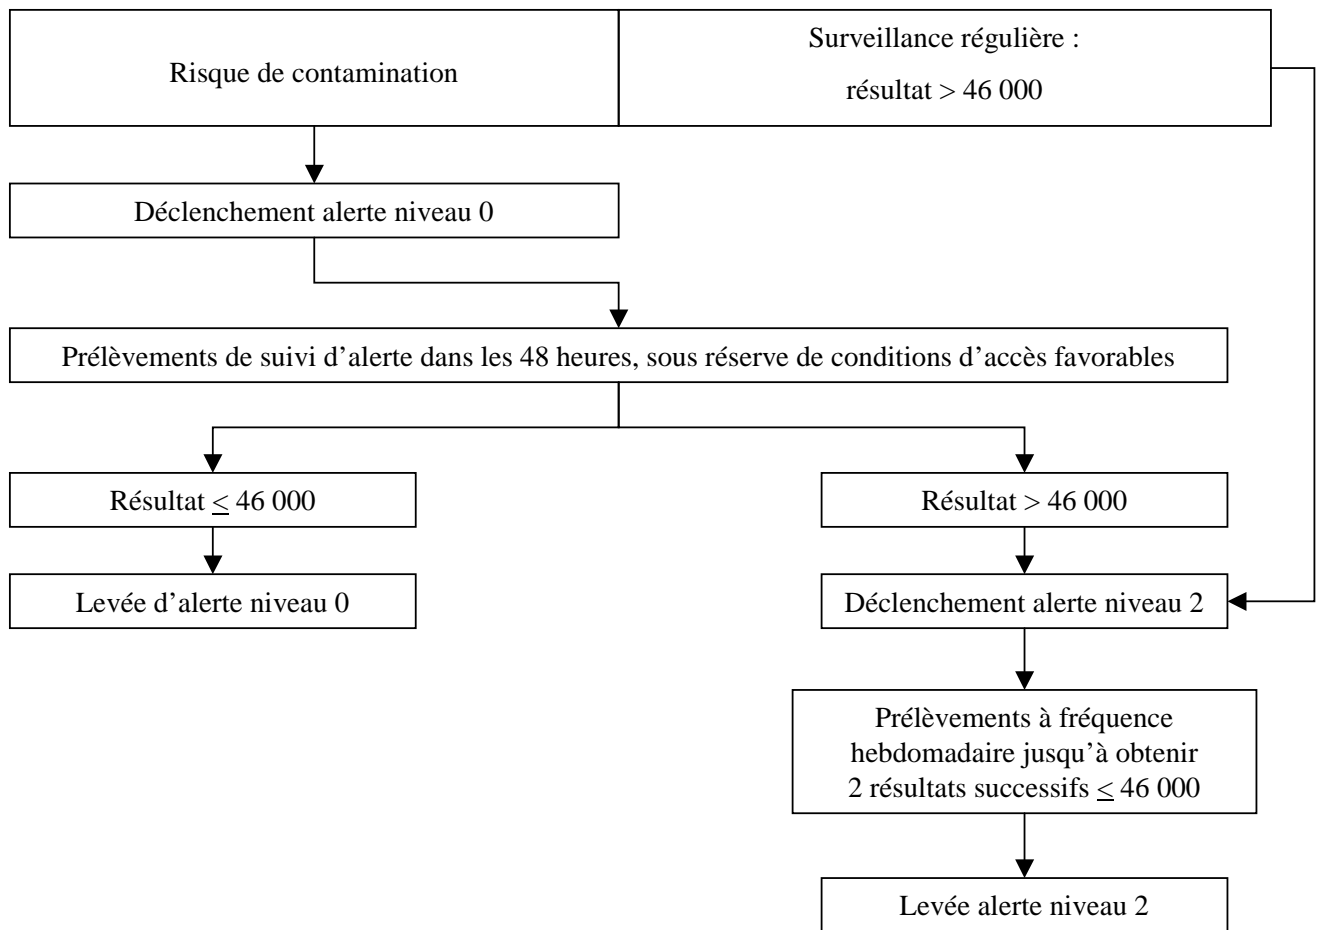 Risque de contamination
Surveillance régulière :
résultat > 46 000
Déclenchement alerte niveau 0
Prélèvements de suivi d’alerte dans les 48 heures, sous réserve de conditions d’accès favorables
Résultat ≤ 46 000
Résultat > 46 000
Levée d’alerte niveau 0
Déclenchement alerte niveau 2
Prélèvements à fréquence
hebdomadaire jusqu’à obtenir
2 résultats successifs ≤ 46 000
Levée alerte niveau 2